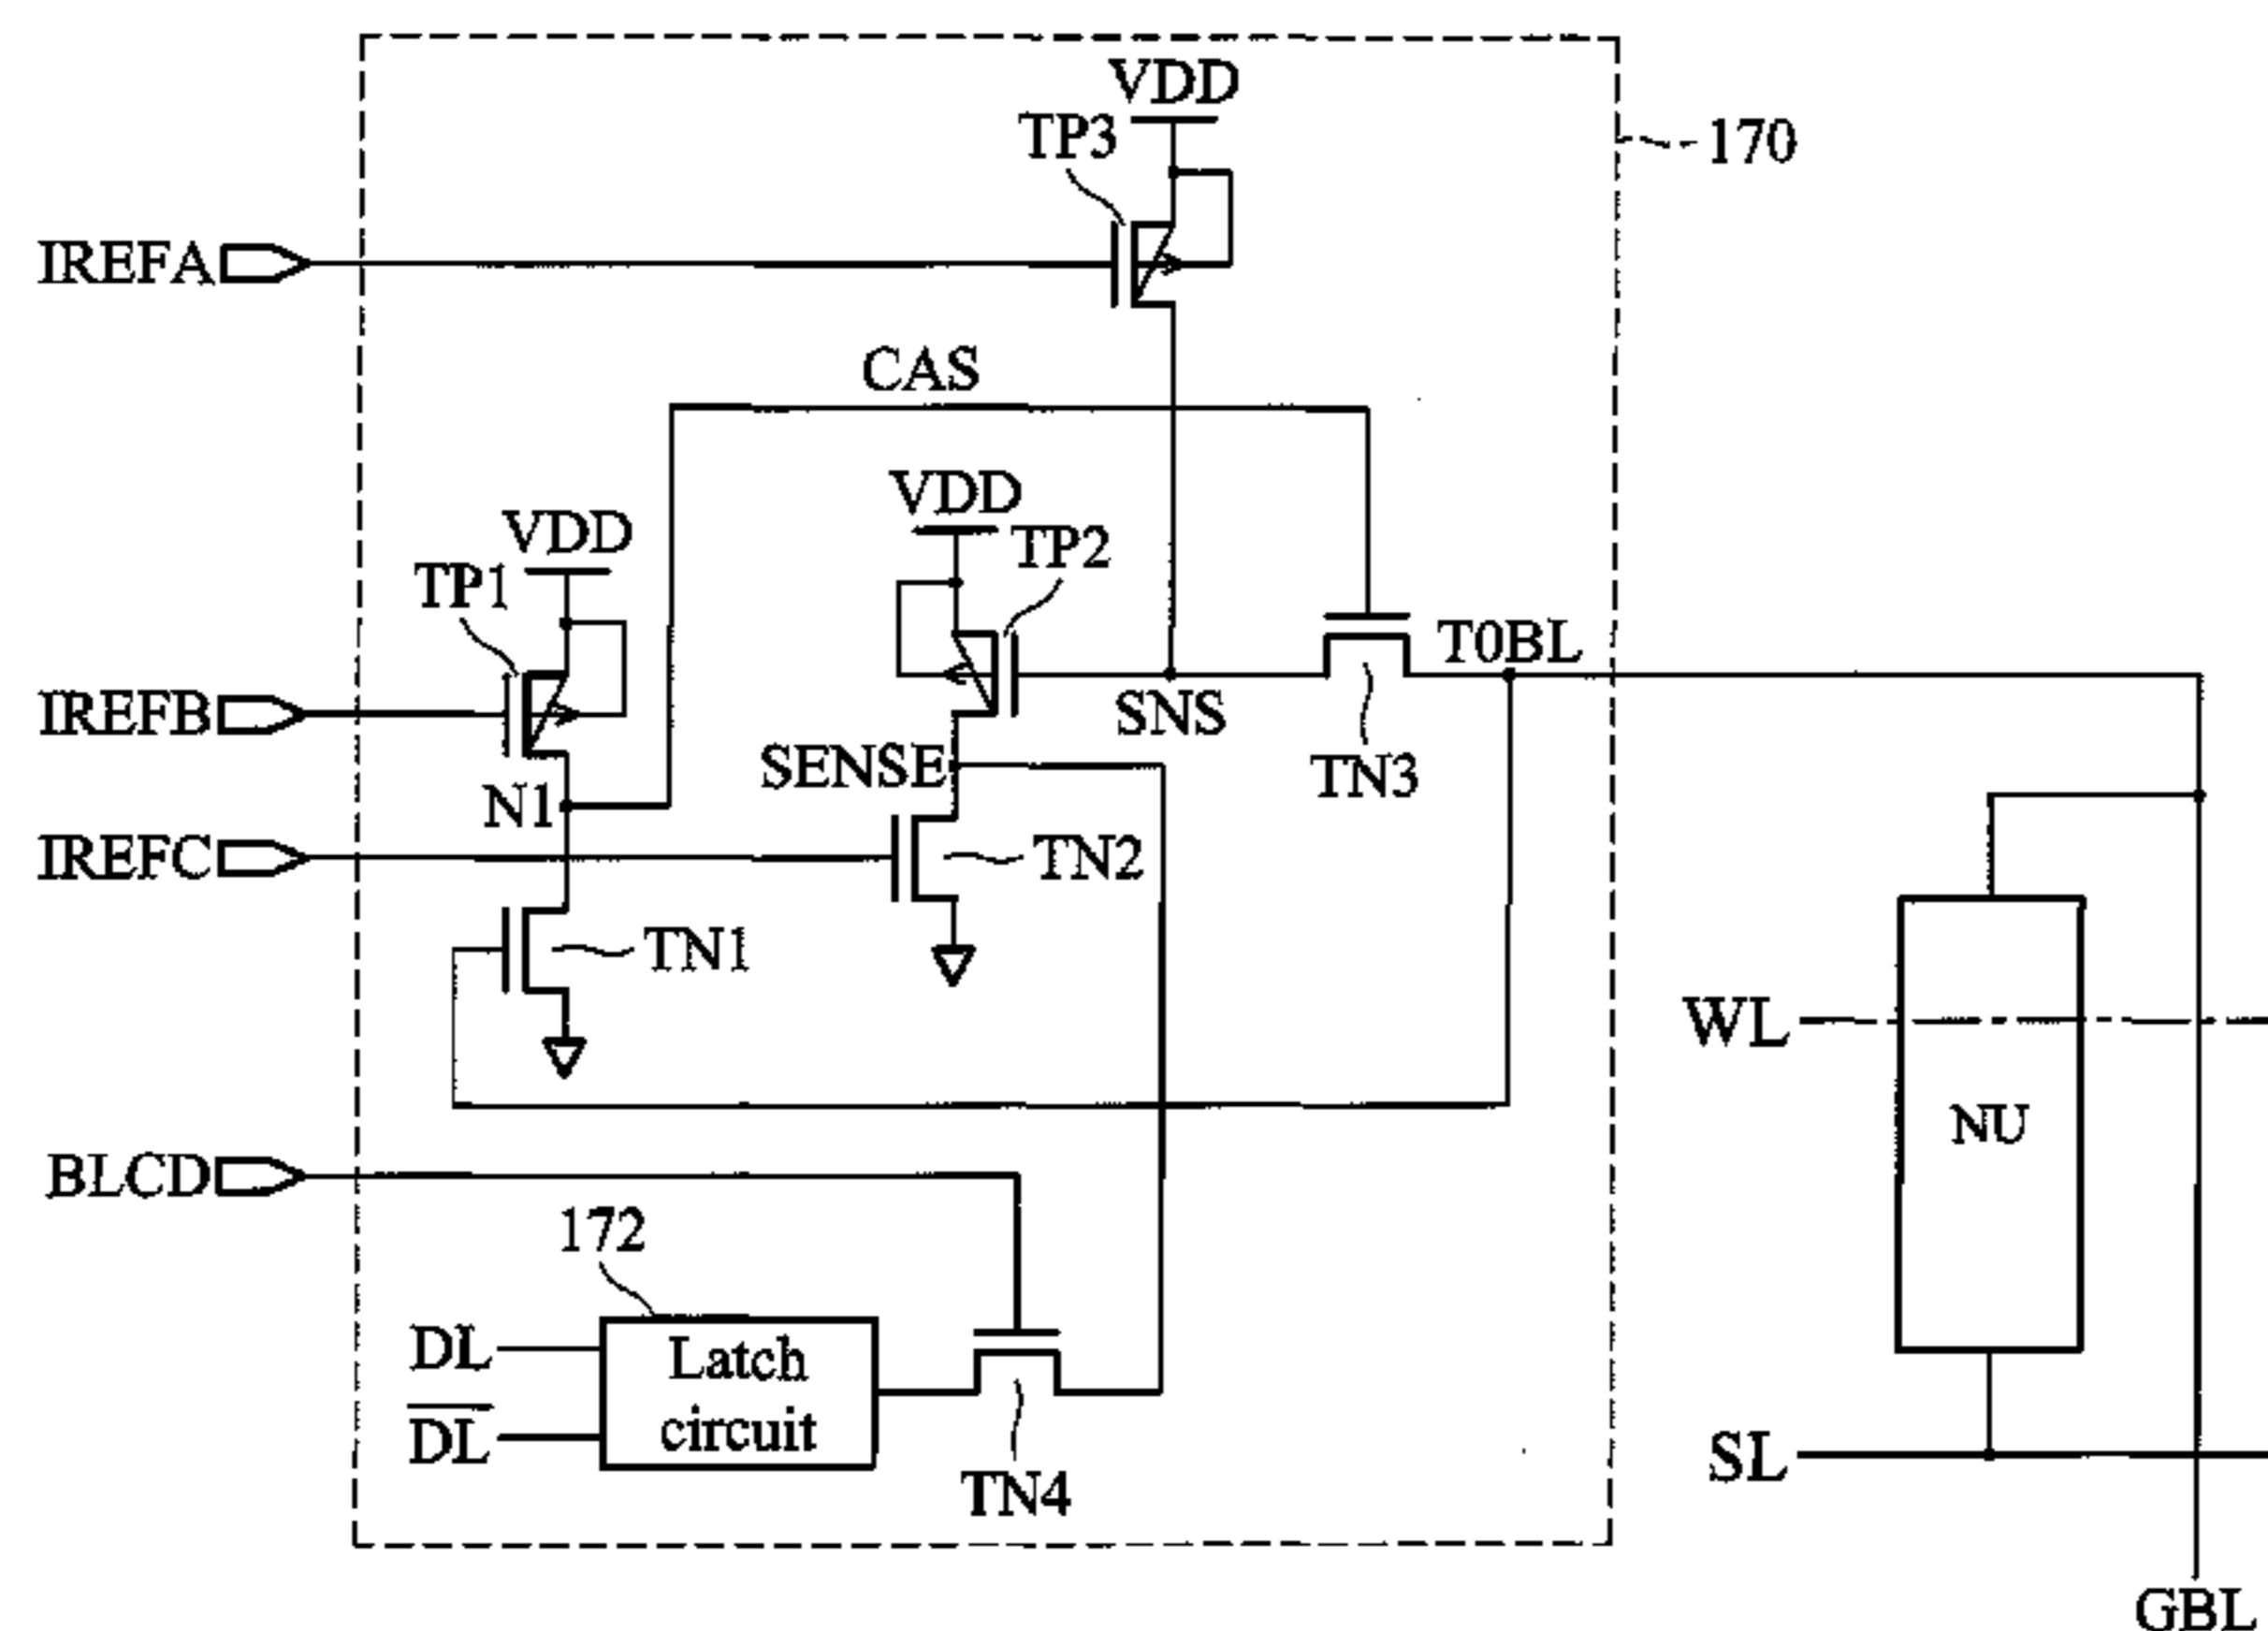 VDD
TP3
170
IREFA
CAS
VDD
TP2
VDD
TP1
T0BL
IREFB
SNS
SENSE
TN3
N1
IREFC
TN2
TN1
WL
NU
BLCD
172
DL
Latch
circuit
DL
SL
TN4
GBL